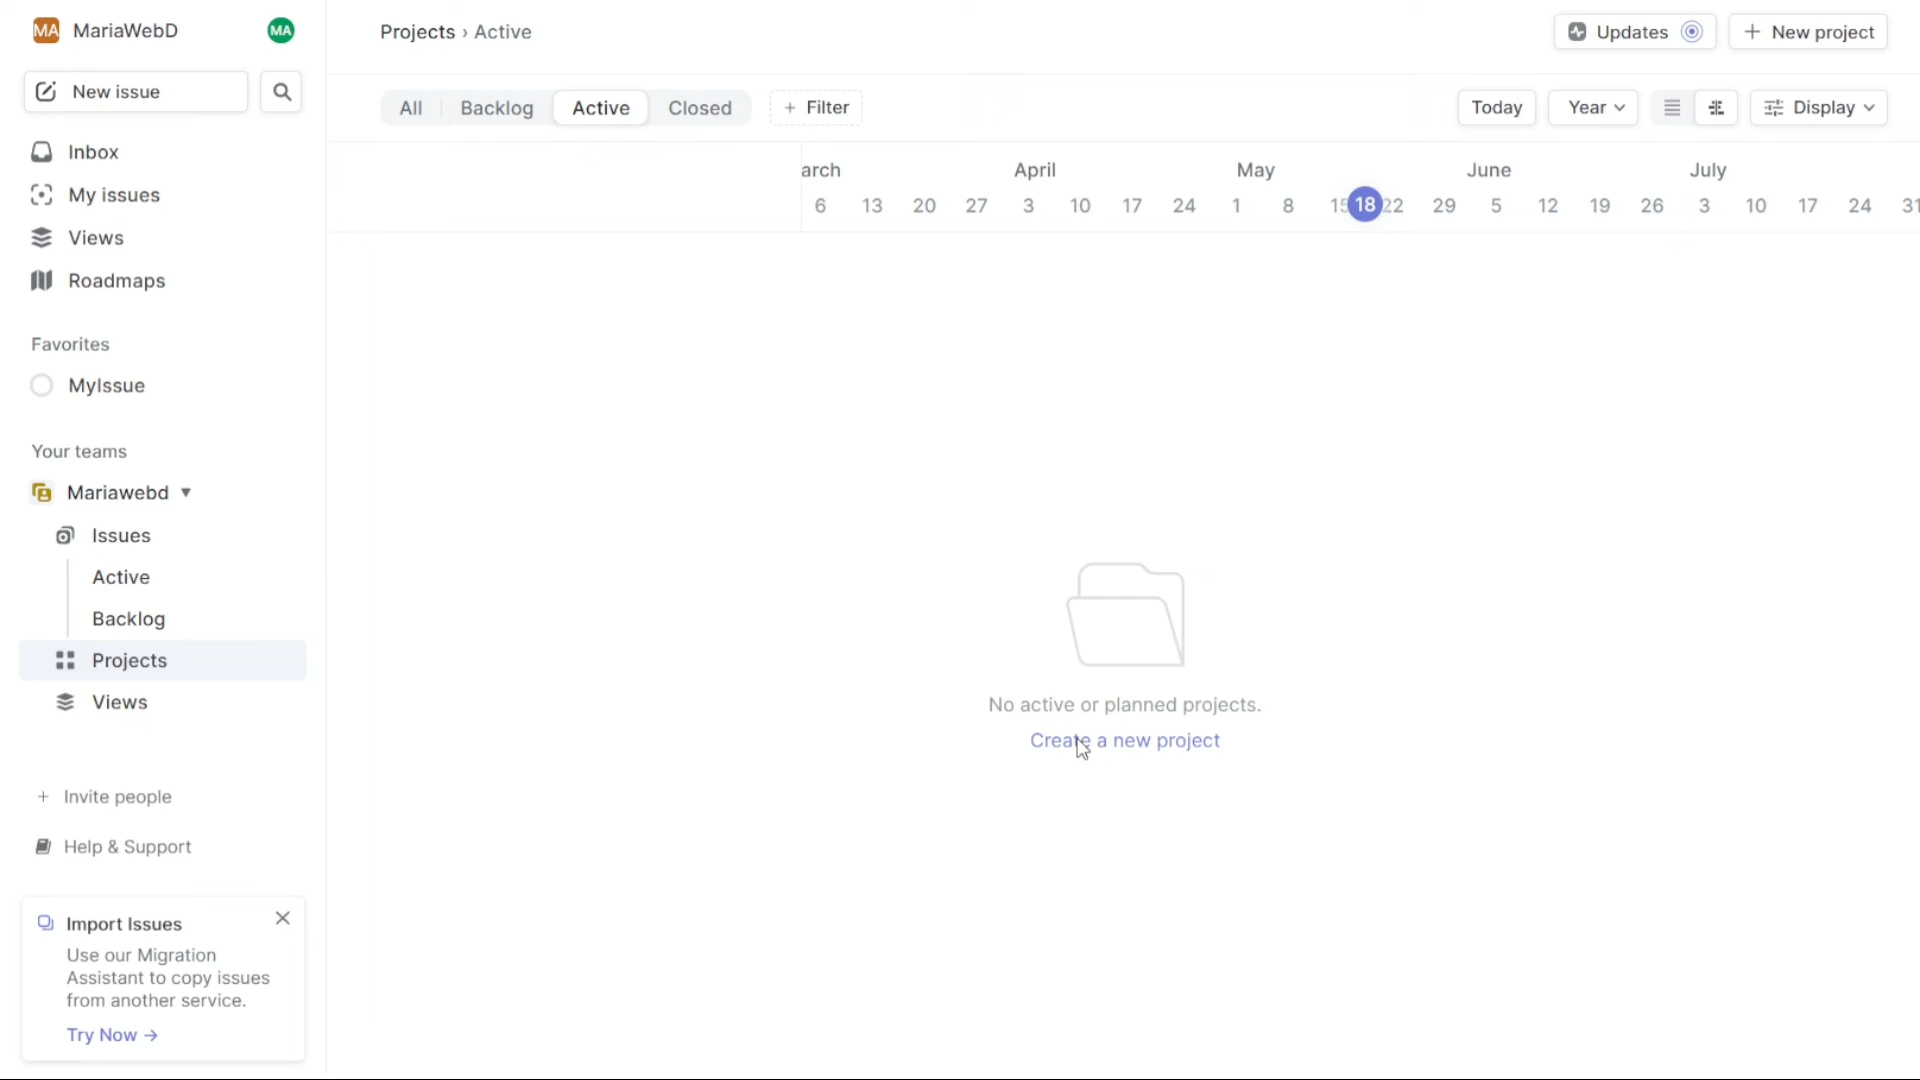 MA MariaWebD MA
New issue
Inbox
My issues
Views
Roadmaps
Favorites
MyIssue
Your teams
Mariawebd
Issues
Active
Backlog
Projects
Views
Invite people
Help & Support
Import Issues
Use our Migration
Assistant to copy issues
from another service.
Try Now →
Projects › Active
Updates
+ New project
All Backlog Active Closed + Filter
Today Year Display
arch April May June July
6 13 20 27 3 10 17 24 1 8 15 18 22 29 5 12 19 26 3 10 17 24 31
No active or planned projects.
Create a new project